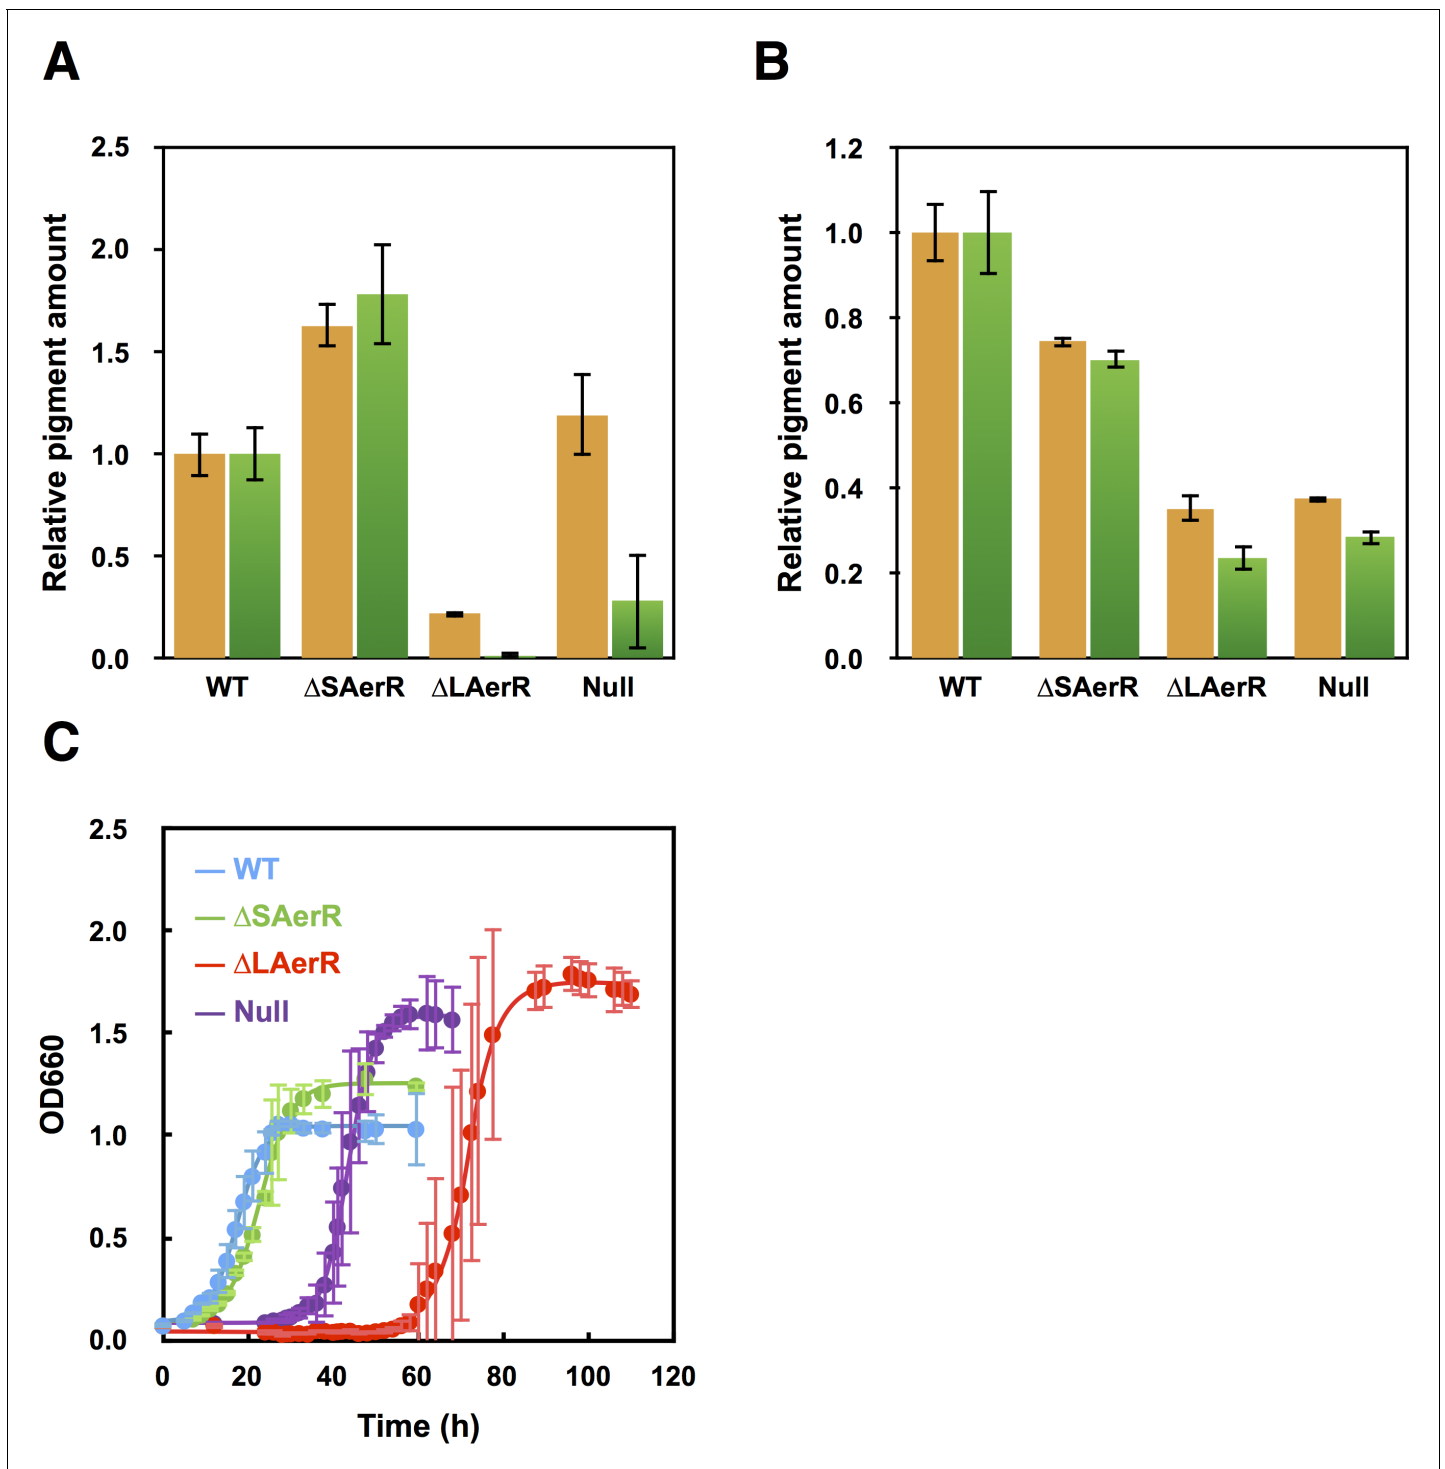 A
2.5
2.0
1.5
1.0
0.5
0.0
Relative pigment amount
WT ΔSAerR ΔLAerR Null
B
1.2
1.0
0.8
0.6
0.4
0.2
0.0
Relative pigment amount
WT ΔSAerR ΔLAerR Null
C
2.5
2.0
1.5
1.0
0.5
0.0
OD660
WT
ΔSAerR
ΔLAerR
Null
0 20 40 60 80 100 120
Time (h)